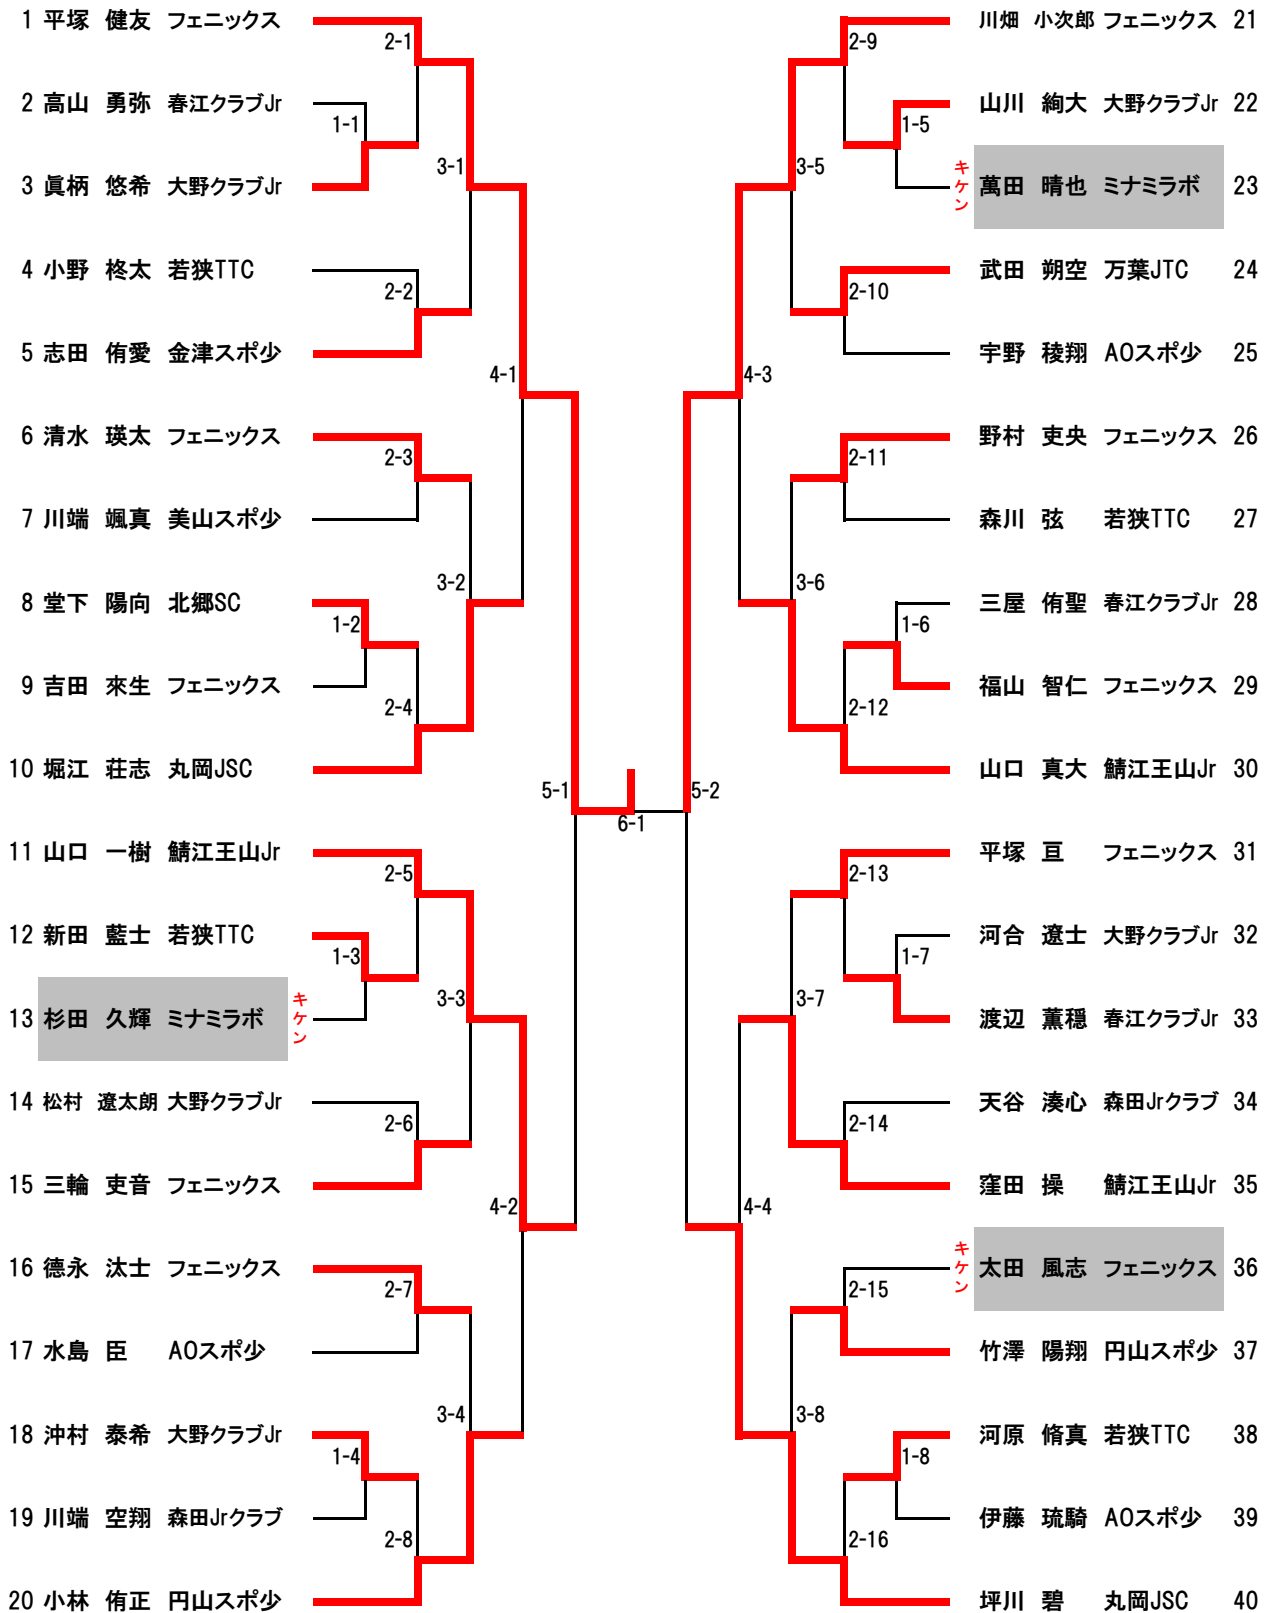 1 平塚 健友 フェニックス
2-1
2 高山 勇弥 春江クラブJr
1-1
3 眞柄 悠希 大野クラブJr
3-1
4 小野 柊太 若狭TTC
2-2
5 志田 侑愛 金津スポ少
4-1
6 清水 瑛太 フェニックス
2-3
7 川端 颯真 美山スポ少
3-2
8 堂下 陽向 北郷SC
1-2
9 吉田 來生 フェニックス
2-4
10 堀江 荘志 丸岡JSC
5-1
11 山口 一樹 鯖江王山Jr
2-5
12 新田 藍士 若狭TTC
1-3
13 杉田 久輝 ミナミラボ
キケン
3-3
14 松村 遼太朗 大野クラブJr
2-6
15 三輪 吏音 フェニックス
4-2
16 德永 汰士 フェニックス
2-7
17 水島 臣 AOスポ少
3-4
18 沖村 泰希 大野クラブJr
1-4
19 川端 空翔 森田Jrクラブ
2-8
20 小林 侑正 円山スポ少
6-1
川畑 小次郎 フェニックス 21
2-9
山川 絢大 大野クラブJr 22
1-5
キケン
萬田 晴也 ミナミラボ 23
3-5
武田 朔空 万葉JTC 24
2-10
宇野 稜翔 AOスポ少 25
4-3
野村 吏央 フェニックス 26
2-11
森川 弦 若狭TTC 27
3-6
三屋 侑聖 春江クラブJr 28
1-6
福山 智仁 フェニックス 29
2-12
山口 真大 鯖江王山Jr 30
5-2
平塚 亘 フェニックス 31
2-13
河合 遼士 大野クラブJr 32
1-7
渡辺 薫穏 春江クラブJr 33
3-7
天谷 湊心 森田Jrクラブ 34
2-14
窪田 操 鯖江王山Jr 35
4-4
キケン
太田 風志 フェニックス 36
2-15
竹澤 陽翔 円山スポ少 37
3-8
河原 脩真 若狭TTC 38
1-8
伊藤 琉騎 AOスポ少 39
2-16
坪川 碧 丸岡JSC 40